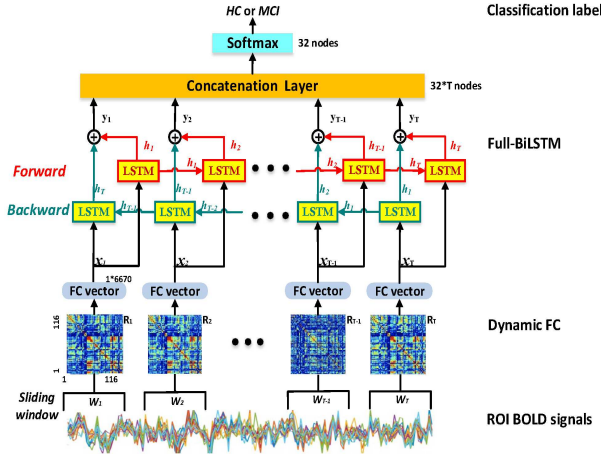 HC or MCI
Classification label
Softmax
32 nodes
Concatenation Layer
32*T nodes
y1 y2 yT-1 yT
h1 h2 hT-1 hT
Full-BiLSTM
Forward
LSTM LSTM LSTM LSTM
h1 h2 hT
hT hT-1 h2 h1
Backward
LSTM LSTM LSTM LSTM
hT-1 hT-2 h1
x1 x2 xT-1 xT
1*6670
FC vector FC vector FC vector FC vector
116 R1 R2 RT-1 RT
Dynamic FC
1
1 116
Sliding
window
W1 W2 WT-1 WT
ROI BOLD signals